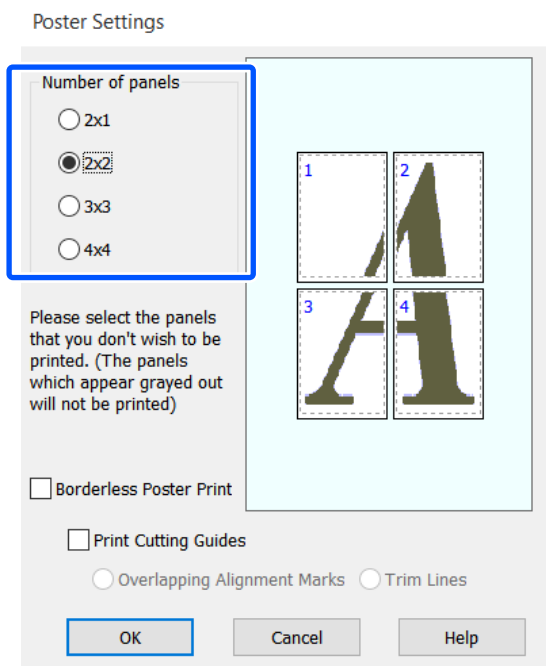 Poster Settings
Number of panels
2x1
2x2
3x3
4x4
1
2
3
4
Please select the panels
that you don't wish to be
printed. (The panels
which appear grayed out
will not be printed)
Borderless Poster Print
Print Cutting Guides
Overlapping Alignment Marks
Trim Lines
OK
Cancel
Help